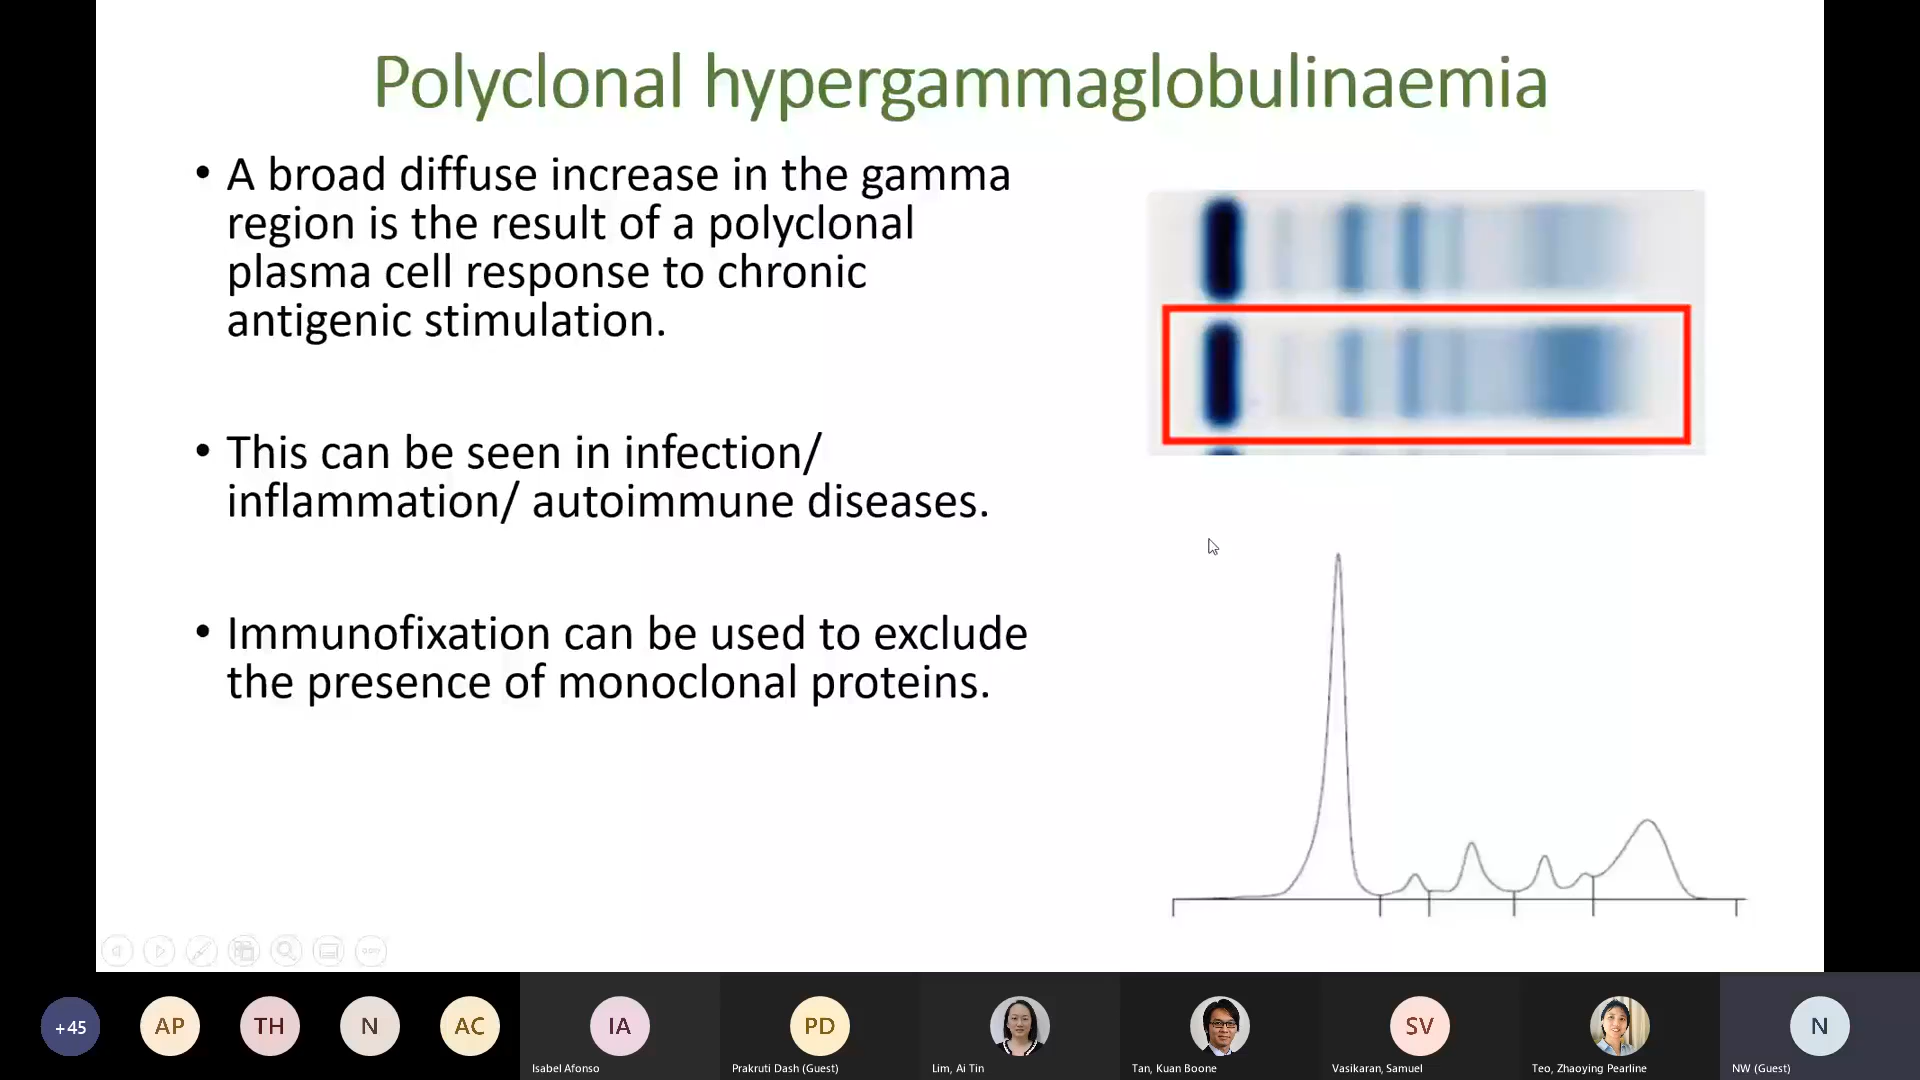 Polyclonal hypergammaglobulinaemia
• A broad diffuse increase in the gamma
region is the result of a polyclonal
plasma cell response to chronic
antigenic stimulation.
• This can be seen in infection/
inflammation/ autoimmune diseases.
• Immunofixation can be used to exclude
the presence of monoclonal proteins.
+45
AP
TH
N
AC
IA
PD
SV
N
Isabel Afonso
Prakruti Dash (Guest)
Lim, Ai Tin
Tan, Kuan Boone
Vasikaran, Samuel
Teo, Zhaoying Pearline
NW (Guest)